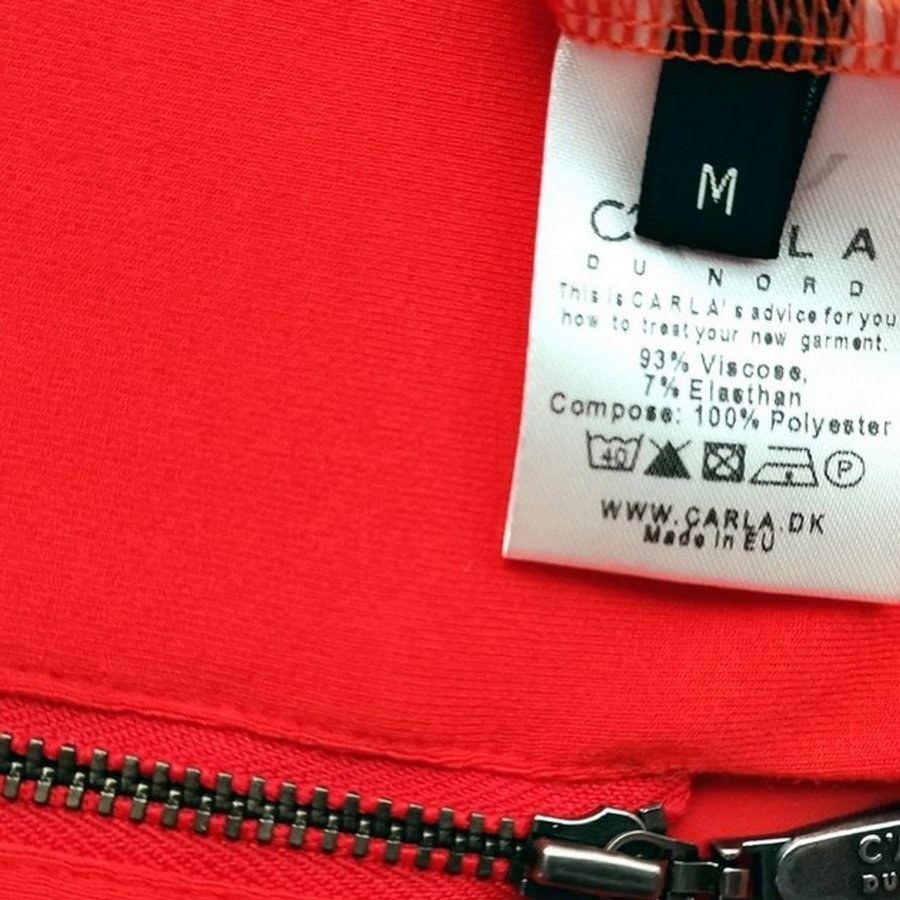 M
C' LA
DU NORD
This is CARLA's advice for you
how to treat your new garment.
93% Viscose,
7% Elasthan
Compose: 100% Polyester
40
P
WWW.CARLA.DK
Made in EU
C'
DU